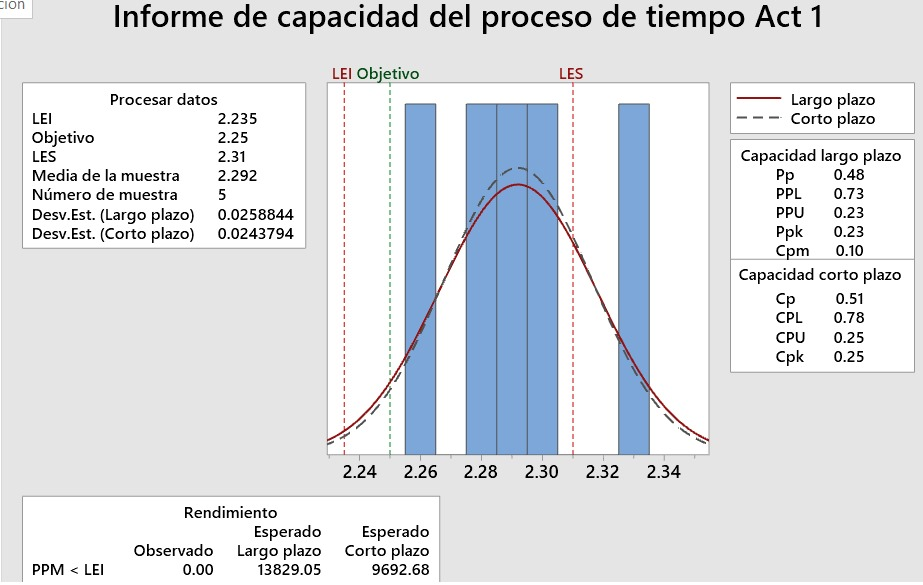 Informe de capacidad del proceso de tiempo Act 1
LEI Objetivo LES
Procesar datos
LEI 2.235
Objetivo 2.25
LES 2.31
Media de la muestra 2.292
Número de muestra 5
Desv.Est. (Largo plazo) 0.0258844
Desv.Est. (Corto plazo) 0.0243794
Largo plazo
Corto plazo
Capacidad largo plazo
Pp 0.48
PPL 0.73
PPU 0.23
Ppk 0.23
Cpm 0.10
Capacidad corto plazo
Cp 0.51
CPL 0.78
CPU 0.25
Cpk 0.25
2.24 2.26 2.28 2.30 2.32 2.34
Rendimiento
Esperado Esperado
Observado Largo plazo Corto plazo
PPM < LEI 0.00 13829.05 9692.68